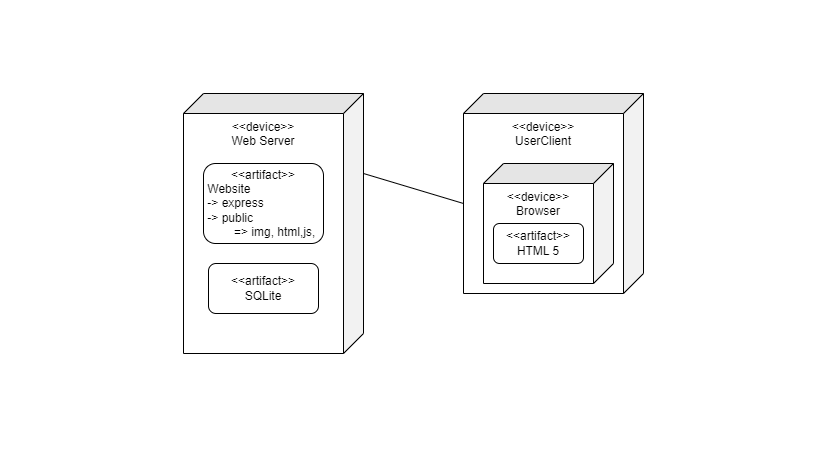 <<device>>
Web Server
<<artifact>>
Website
-> express
-> public
=> img, html,js,
<<artifact>>
SQLite
<<device>>
UserClient
<<device>>
Browser
<<artifact>>
HTML 5